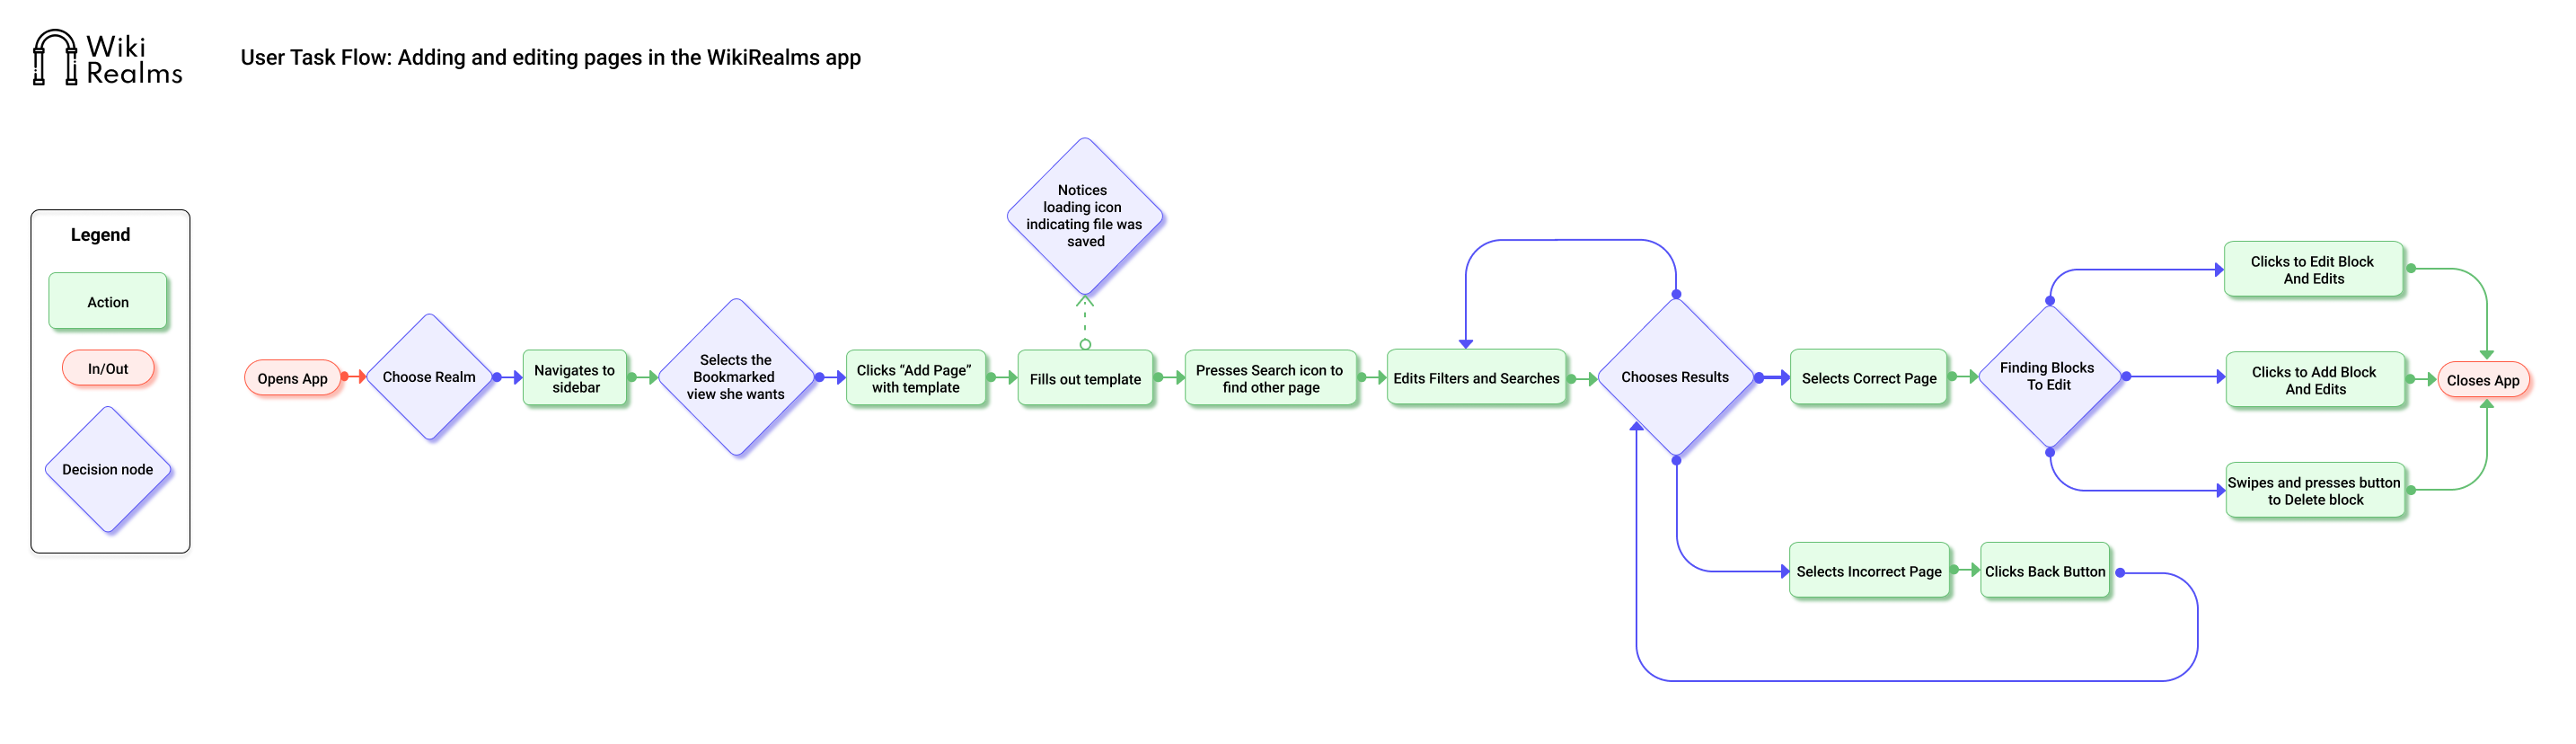 Wiki
Realms
User Task Flow: Adding and editing pages in the WikiRealms app
Legend
Action
In/Out
Decision node
Opens App
Choose Realm
Navigates to
sidebar
Selects the
Bookmarked
view she wants
Clicks “Add Page”
with template
Notices
loading icon
indicating file was
saved
Fills out template
Presses Search icon to
find other page
Edits Filters and Searches
Chooses Results
Selects Correct Page
Selects Incorrect Page
Clicks Back Button
Finding Blocks
To Edit
Clicks to Edit Block
And Edits
Clicks to Add Block
And Edits
Swipes and presses button
to Delete block
Closes App